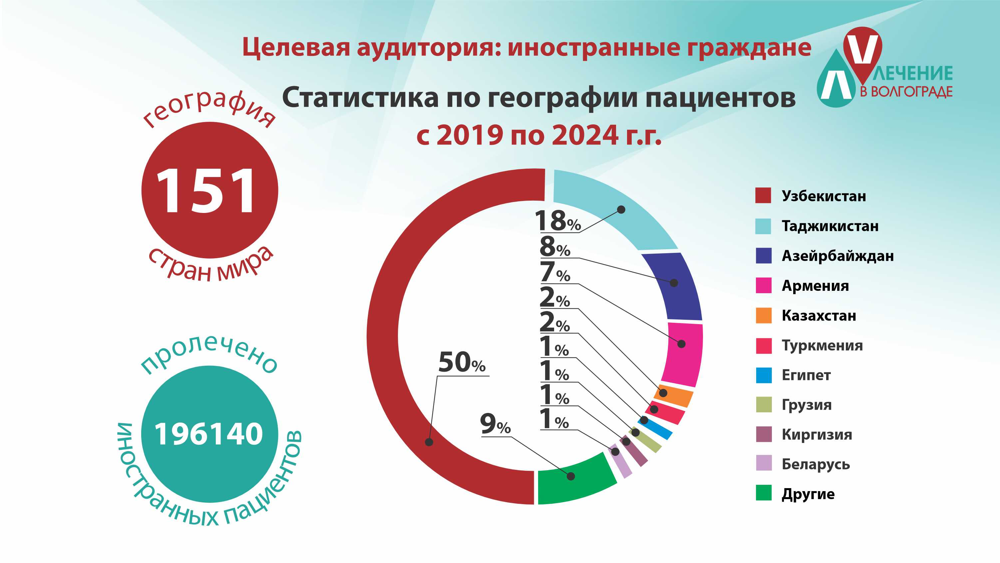 Целевая аудитория: иностранные граждане
ЛЕЧЕНИЕ
В ВОЛГОГРАДЕ
Статистика по географии пациентов
с 2019 по 2024 г.г.
география
151
стран мира
пролечено
196140
иностранных пациентов
18%
8%
7%
2%
2%
1%
1%
1%
1%
50%
9%
Узбекистан
Таджикистан
Азейрбайждан
Армения
Казахстан
Туркмения
Египет
Грузия
Киргизия
Беларусь
Другие